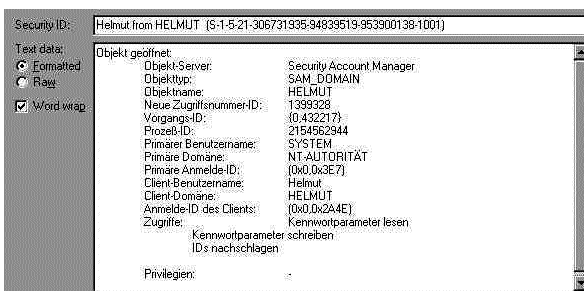 Security ID: Helmut from HELMUT (S-1-5-21-306731935-94839519-953900138-1001)
Text data:
Formatted
Raw
Word wrap
Objekt geöffnet:
Objekt-Server: Security Account Manager
Objekttyp: SAM_DOMAIN
Objektname: HELMUT
Neue Zugriffsnummer-ID: 1399328
Vorgangs-ID: {0,432217}
Prozeß-ID: 2154562944
Primärer Benutzername: SYSTEM
Primäre Domäne: NT-AUTORITÄT
Primäre Anmelde-ID: (0x0,0x3E7)
Client-Benutzername: Helmut
Client-Domäne: HELMUT
Anmelde-ID des Clients: (0x0,0x2A4E)
Zugriffe: Kennwortparameter lesen
Kennwortparameter schreiben
IDs nachschlagen
Privilegien: -